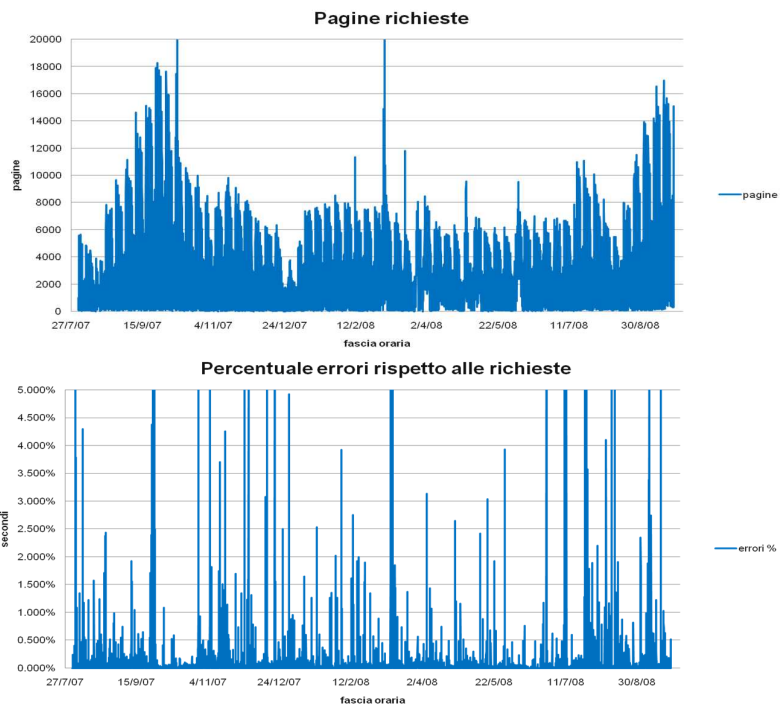 Pagine richieste
20000
18000
16000
14000
12000
10000
8000
6000
4000
2000
0
pagine
27/7/07 15/9/07 4/11/07 24/12/07 12/2/08 2/4/08 22/5/08 11/7/08 30/8/08
fascia oraria
pagine
Percentuale errori rispetto alle richieste
5.000%
4.500%
4.000%
3.500%
3.000%
2.500%
2.000%
1.500%
1.000%
0.500%
0.000%
secondi
27/7/07 15/9/07 4/11/07 24/12/07 12/2/08 2/4/08 22/5/08 11/7/08 30/8/08
fascia oraria
errori %